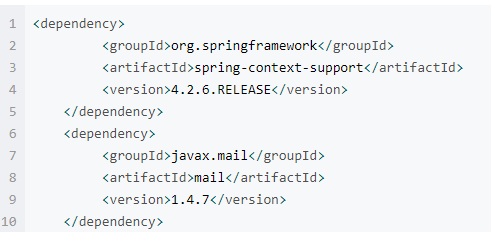 1 <dependency>
2 <groupId>org.springframework</groupId>
3 <artifactId>spring-context-support</artifactId>
4 <version>4.2.6.RELEASE</version>
5 </dependency>
6 <dependency>
7 <groupId>javax.mail</groupId>
8 <artifactId>mail</artifactId>
9 <version>1.4.7</version>
10 </dependency>